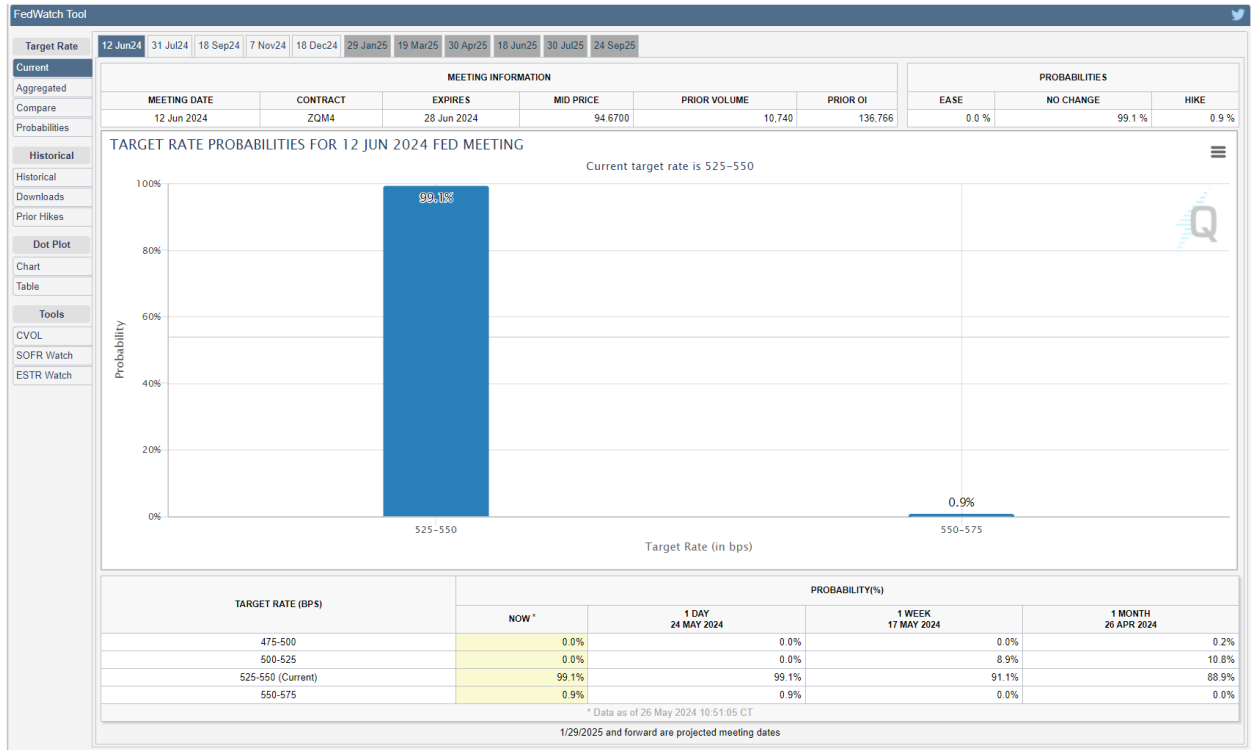 FedWatch Tool
Target Rate
Current
Aggregated
Compare
Probabilities
Historical
Historical
Downloads
Prior Hikes
Dot Plot
Chart
Table
Tools
CVOL
SOFR Watch
ESTR Watch
12 Jun24 31 Jul24 18 Sep24 7 Nov24 18 Dec24 29 Jan25 19 Mar25 30 Apr25 18 Jun25 30 Jul25 24 Sep25
MEETING INFORMATION
MEETING DATE CONTRACT EXPIRES MID PRICE PRIOR VOLUME PRIOR OI
12 Jun 2024 ZQM4 28 Jun 2024 94.6700 10,740 136,766
PROBABILITIES
EASE NO CHANGE HIKE
0.0 % 99.1 % 0.9 %
TARGET RATE PROBABILITIES FOR 12 JUN 2024 FED MEETING
Current target rate is 525-550
Probability
100%
80%
60%
40%
20%
0%
99.1%
0.9%
Q
525-550 550-575
Target Rate (in bps)
TARGET RATE (BPS) PROBABILITY(%)
NOW * 1 DAY 1 WEEK 1 MONTH
24 MAY 2024 17 MAY 2024 26 APR 2024
475-500 0.0% 0.0% 0.0% 0.2%
500-525 0.0% 0.0% 8.9% 10.8%
525-550 (Current) 99.1% 99.1% 91.1% 88.9%
550-575 0.9% 0.9% 0.0% 0.0%
* Data as of 26 May 2024 10:51:05 CT
1/29/2025 and forward are projected meeting dates